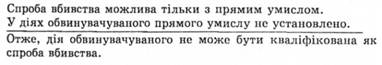 Спроба вбивства можлива тільки з прямим умислом.
У діях обвинувачуваного прямого умислу не установлено.
Отже, дія обвинувачуваного не може бути кваліфікована як
спроба вбивства.